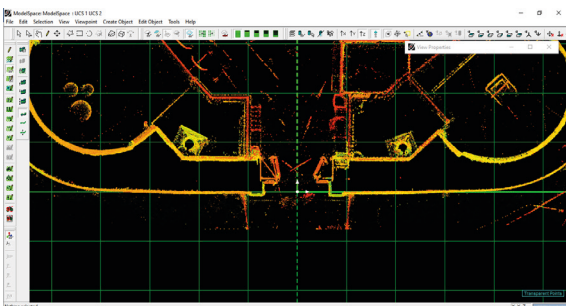 ModelSpace: ModelSpace : UCS 1 UCS 2
File Edit Selection View Viewpoint Create Object Edit Object Tools Help
View Properties
Transparent Points